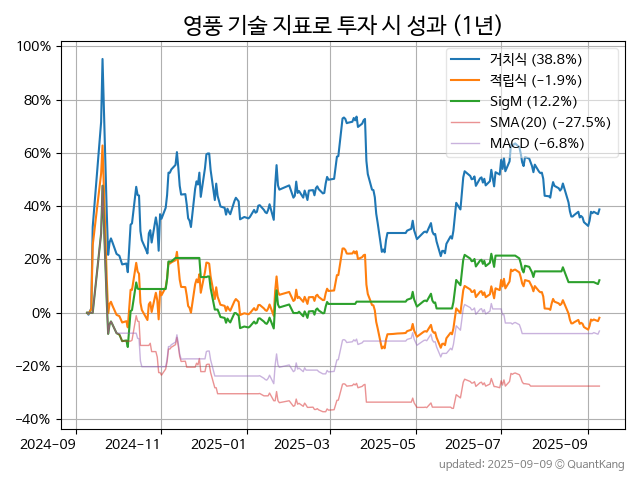 영풍 기술 지표로 투자 시 성과 (1년)
100%
80%
60%
40%
20%
0%
−20%
−40%
거치식 (38.8%)
적립식 (−1.9%)
SigM (12.2%)
SMA(20) (−27.5%)
MACD (−6.8%)
2024-09
2024-11
2025-01
2025-03
2025-05
2025-07
2025-09
updated: 2025-09-09 ⓒ QuantKang